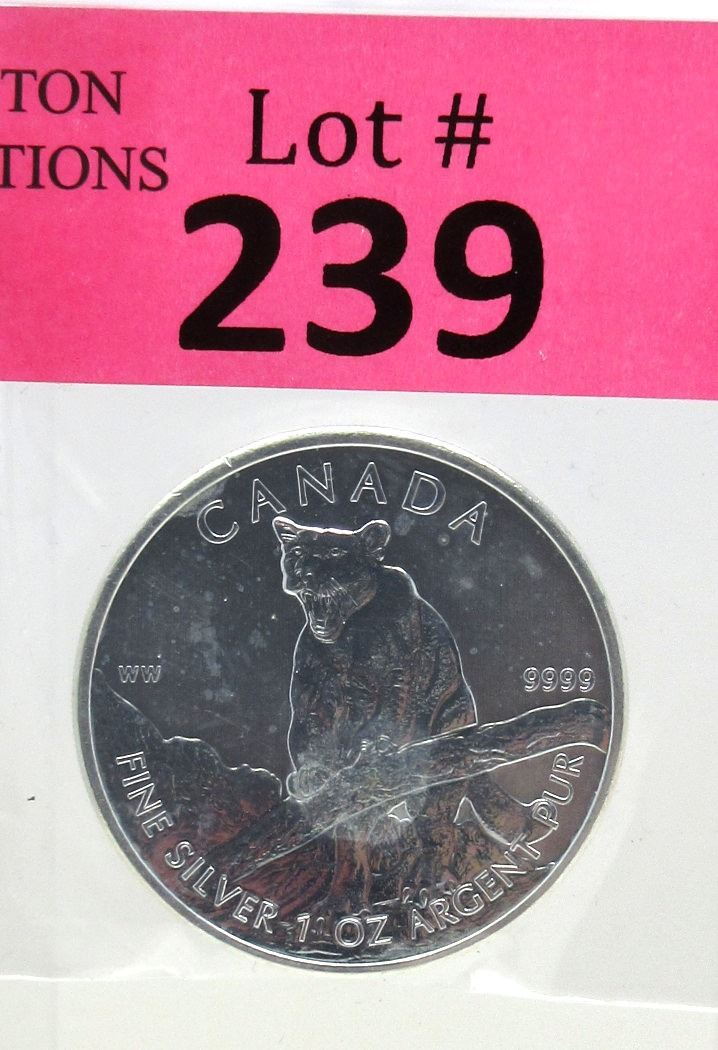 TON
TIONS
Lot #
239
CANADA
WW
9999
FINE SILVER 1 OZ ARGENT PUR